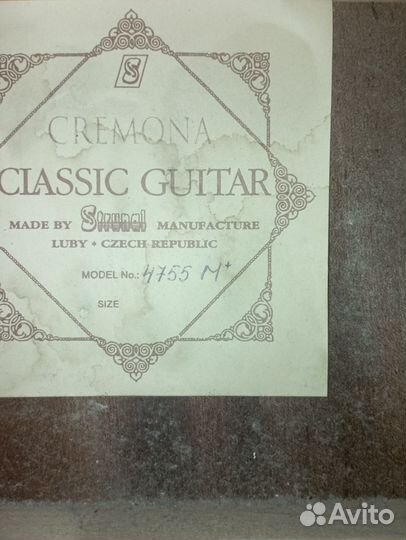 S
CREMONA
CLASSIC GUITAR
MADE BY Strunal MANUFACTURE
LUBY • CZECH REPUBLIC
MODEL No.: 4755 M+
SIZE
Avito